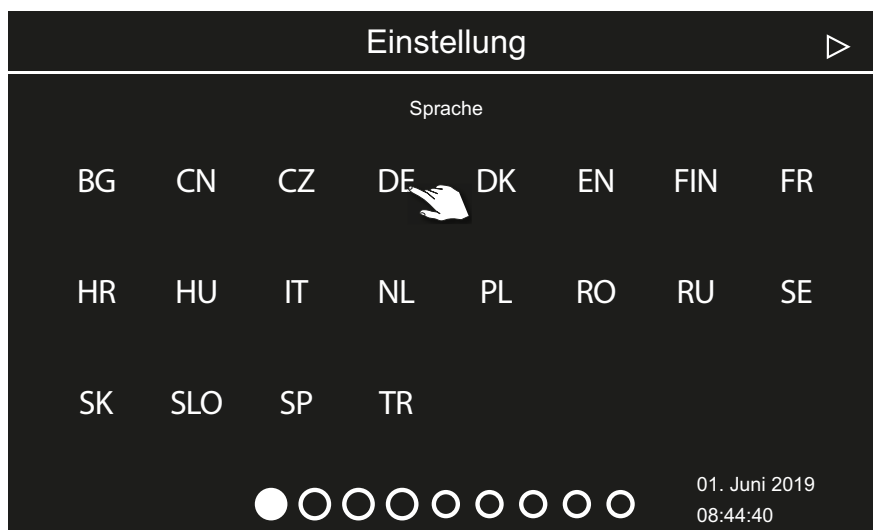 Einstellung
Sprache
BG CN CZ DE DK EN FIN FR
HR HU IT NL PL RO RU SE
SK SLO SP TR
01. Juni 2019
08:44:40